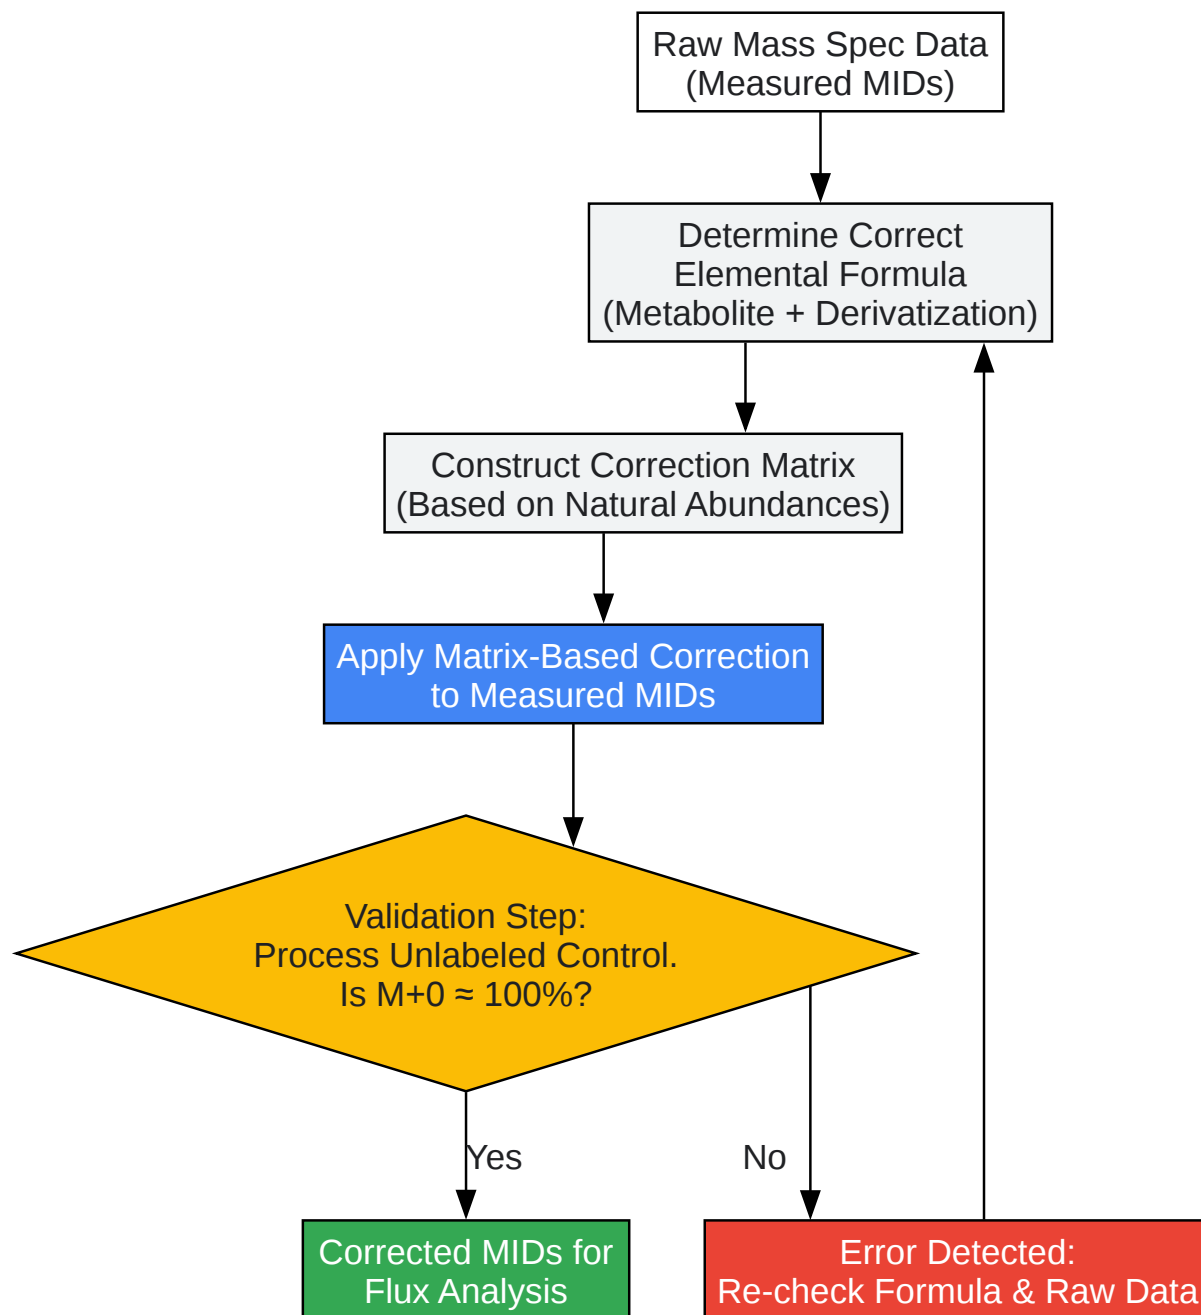 Raw Mass Spec Data
(Measured MIDs)
Determine Correct
Elemental Formula
(Metabolite + Derivatization)
Construct Correction Matrix
(Based on Natural Abundances)
Apply Matrix-Based Correction
to Measured MIDs
Validation Step:
Process Unlabeled Control.
Is M+0 ≈ 100%?
Yes
No
Corrected MIDs for
Flux Analysis
Error Detected:
Re-check Formula & Raw Data